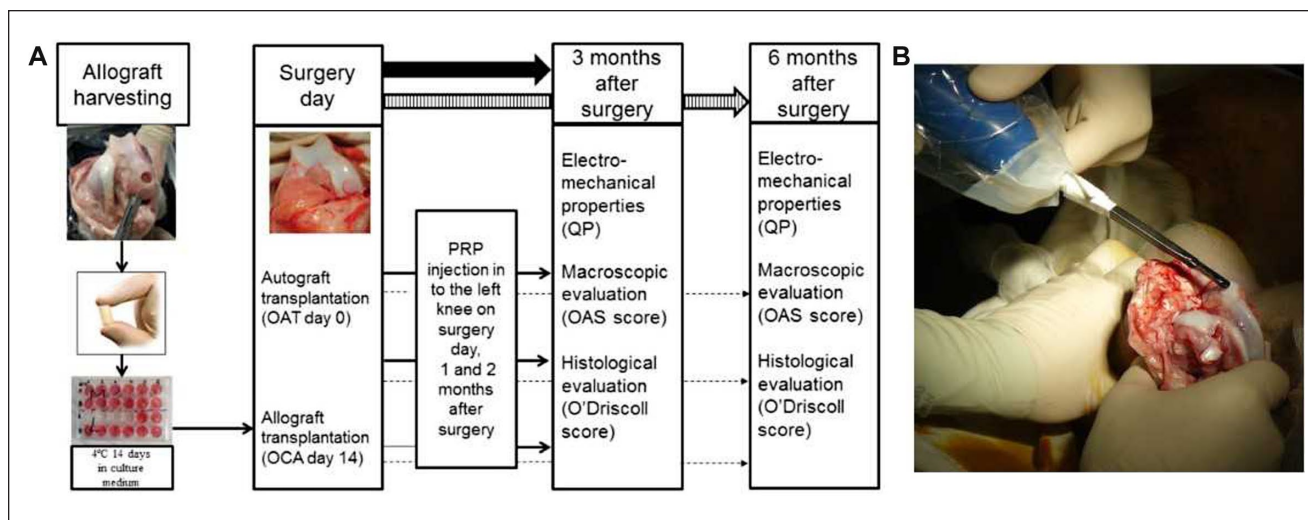 A
Allograft
harvesting
4°C 14 days
in culture
medium
Surgery
day
Autograft
transplantation
(OAT day 0)
Allograft
transplantation
(OCA day 14)
PRP
injection in
to the left
knee on
surgery
day,
1 and 2
months
after
surgery
3 months
after
surgery
Electro-
mechanical
properties
(QP)
Macroscopic
evaluation
(OAS score)
Histological
evaluation
(O'Driscoll
score)
6 months
after
surgery
Electro-
mechanical
properties
(QP)
Macroscopic
evaluation
(OAS score)
Histological
evaluation
(O'Driscoll
score)
B